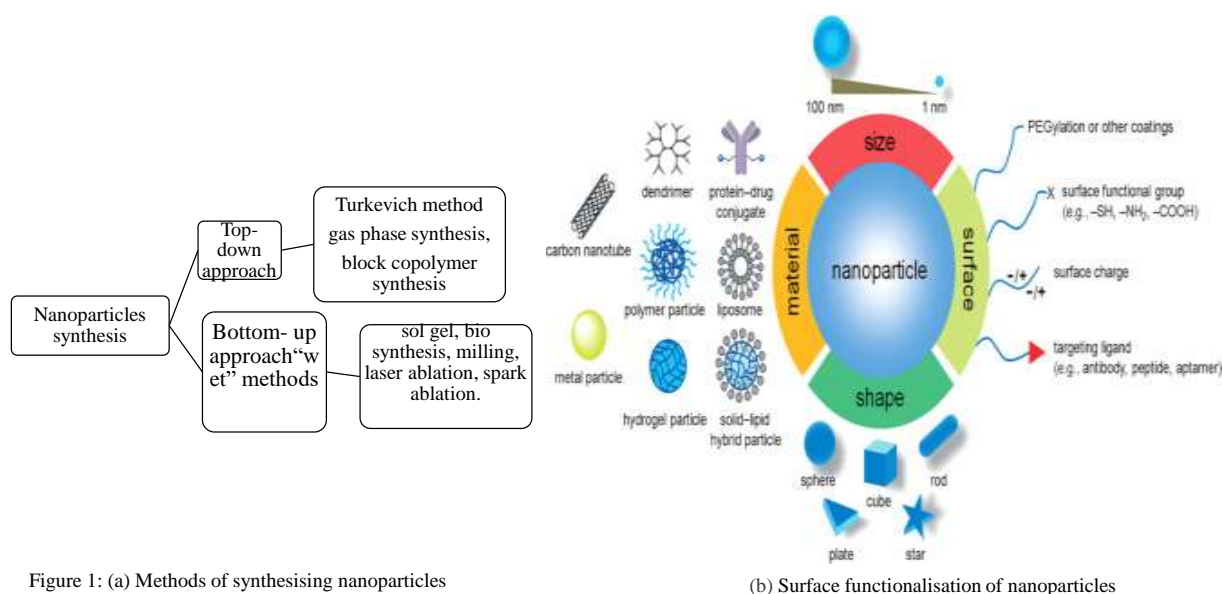 Nanoparticles
synthesis
Top-
down
approach
Turkevich method
gas phase synthesis,
block copolymer
synthesis
Bottom- up
approach“w
et” methods
sol gel, bio
synthesis, milling,
laser ablation, spark
ablation.
Figure 1: (a) Methods of synthesising nanoparticles
100 nm
1 nm
size
material
surface
shape
nanoparticle
dendrimer
protein–drug
conjugate
carbon nanotube
polymer particle
liposome
metal particle
hydrogel particle
solid–lipid
hybrid particle
PEGylation or other coatings
X surface functional group
(e.g., –SH, –NH₂, –COOH)
–/+
–/+
surface charge
targeting ligand
(e.g., antibody, peptide, aptamer)
sphere
cube
rod
plate
star
(b) Surface functionalisation of nanoparticles